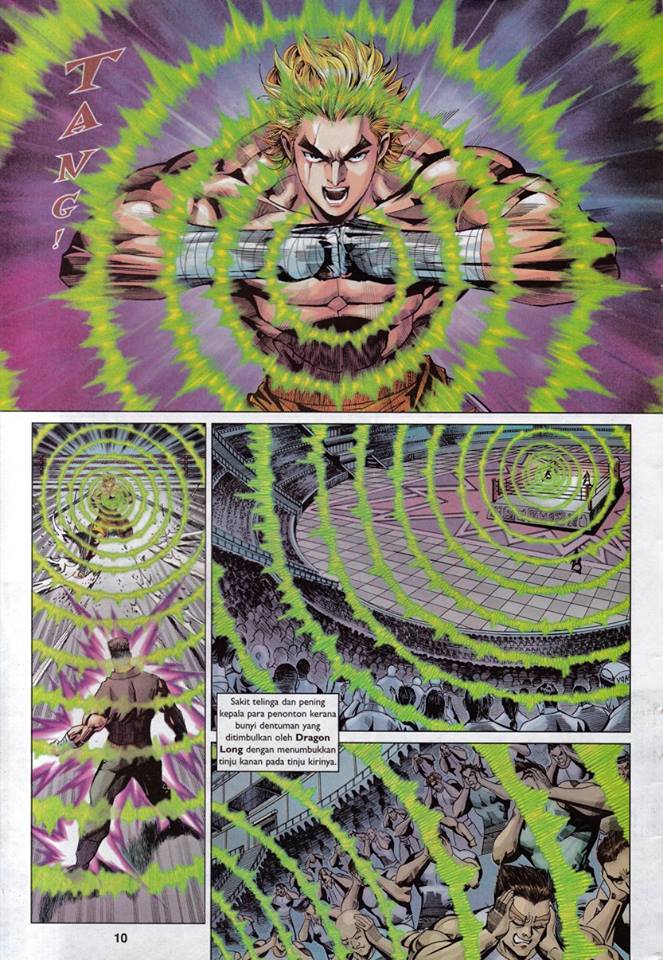 TANG!
Sakit telinga dan pening
kepala para penonton kerana
bunyi dentuman yang
ditimbulkan oleh Dragon
Long dengan menumbukkan
tinju kanan pada tinju kirinya.
10